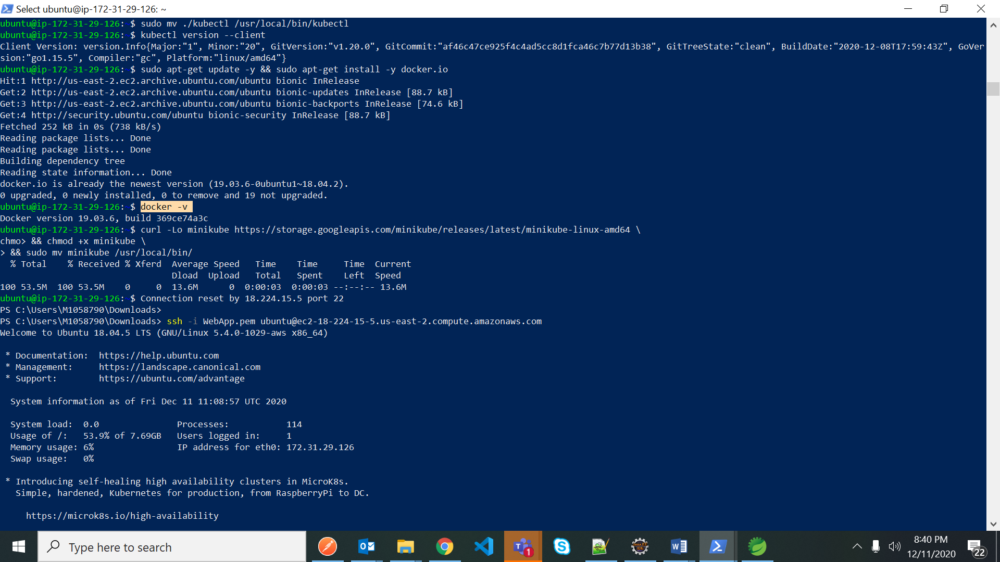 Select ubuntu@ip-172-31-29-126: ~
ubuntu@ip-172-31-29-126:~$ sudo mv ./kubectl /usr/local/bin/kubectl
ubuntu@ip-172-31-29-126:~$ kubectl version --client
Client Version: version.Info{Major:"1", Minor:"20", GitVersion:"v1.20.0", GitCommit:"af46c47ce925f4c4ad5cc8d1fca46c7b77d13b38", GitTreeState:"clean", BuildDate:"2020-12-08T17:59:43Z", GoVer
sion:"go1.15.5", Compiler:"gc", Platform:"linux/amd64"}
ubuntu@ip-172-31-29-126:~$ sudo apt-get update -y && sudo apt-get install -y docker.io
Hit:1 http://us-east-2.ec2.archive.ubuntu.com/ubuntu bionic InRelease
Get:2 http://us-east-2.ec2.archive.ubuntu.com/ubuntu bionic-updates InRelease [88.7 kB]
Get:3 http://us-east-2.ec2.archive.ubuntu.com/ubuntu bionic-backports InRelease [74.6 kB]
Get:4 http://security.ubuntu.com/ubuntu bionic-security InRelease [88.7 kB]
Fetched 252 kB in 0s (738 kB/s)
Reading package lists... Done
Reading package lists... Done
Building dependency tree
Reading state information... Done
docker.io is already the newest version (19.03.6-0ubuntu1~18.04.2).
0 upgraded, 0 newly installed, 0 to remove and 19 not upgraded.
ubuntu@ip-172-31-29-126:~$ docker -v
Docker version 19.03.6, build 369ce74a3c
ubuntu@ip-172-31-29-126:~$ curl -Lo minikube https://storage.googleapis.com/minikube/releases/latest/minikube-linux-amd64 \
chmo> && chmod +x minikube \
> && sudo mv minikube /usr/local/bin/
% Total % Received % Xferd Average Speed Time Time Time Current
Dload Upload Total Spent Left Speed
100 53.5M 100 53.5M 0 0 13.6M 0 0:00:03 0:00:03 --:--:-- 13.6M
ubuntu@ip-172-31-29-126:~$ Connection reset by 18.224.15.5 port 22
PS C:\Users\M1058790\Downloads>
PS C:\Users\M1058790\Downloads> ssh -i WebApp.pem ubuntu@ec2-18-224-15-5.us-east-2.compute.amazonaws.com
Welcome to Ubuntu 18.04.5 LTS (GNU/Linux 5.4.0-1029-aws x86_64)
* Documentation: https://help.ubuntu.com
* Management: https://landscape.canonical.com
* Support: https://ubuntu.com/advantage
System information as of Fri Dec 11 11:08:57 UTC 2020
System load: 0.0 Processes: 114
Usage of /: 53.9% of 7.69GB Users logged in: 1
Memory usage: 6% IP address for eth0: 172.31.29.126
Swap usage: 0%
* Introducing self-healing high availability clusters in MicroK8s.
Simple, hardened, Kubernetes for production, from RaspberryPi to DC.
https://microk8s.io/high-availability
Type here to search
8:40 PM
12/11/2020
22
1
Java EE
IDE